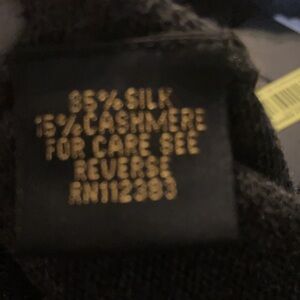 85% SILK
15% CASHMERE
FOR CARE SEE
REVERSE
RN112393